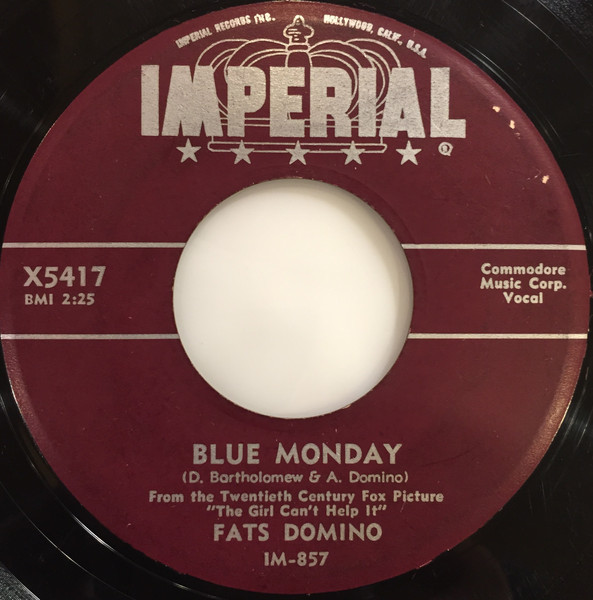 IMPERIAL RECORDS INC. HOLLYWOOD, CALIF., U.S.A.
IMPERIAL
X5417
BMI 2:25
Commodore
Music Corp.
Vocal
BLUE MONDAY
(D. Bartholomew & A. Domino)
From the Twentieth Century Fox Picture
"The Girl Can't Help It"
FATS DOMINO
IM-857